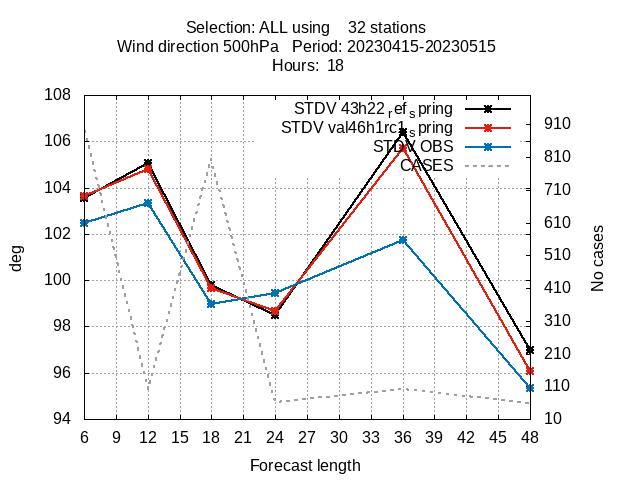 Selection: ALL using    32 stations
Wind direction 500hPa   Period: 20230415-20230515
Hours:  18
STDV 43h22_ref_spring
STDV val46h1rc1_spring
STDV OBS
CASES
108
106
104
102
100
98
96
94
deg
910
810
710
610
510
410
310
210
110
10
No cases
6 9 12 15 18 21 24 27 30 33 36 39 42 45 48
Forecast length